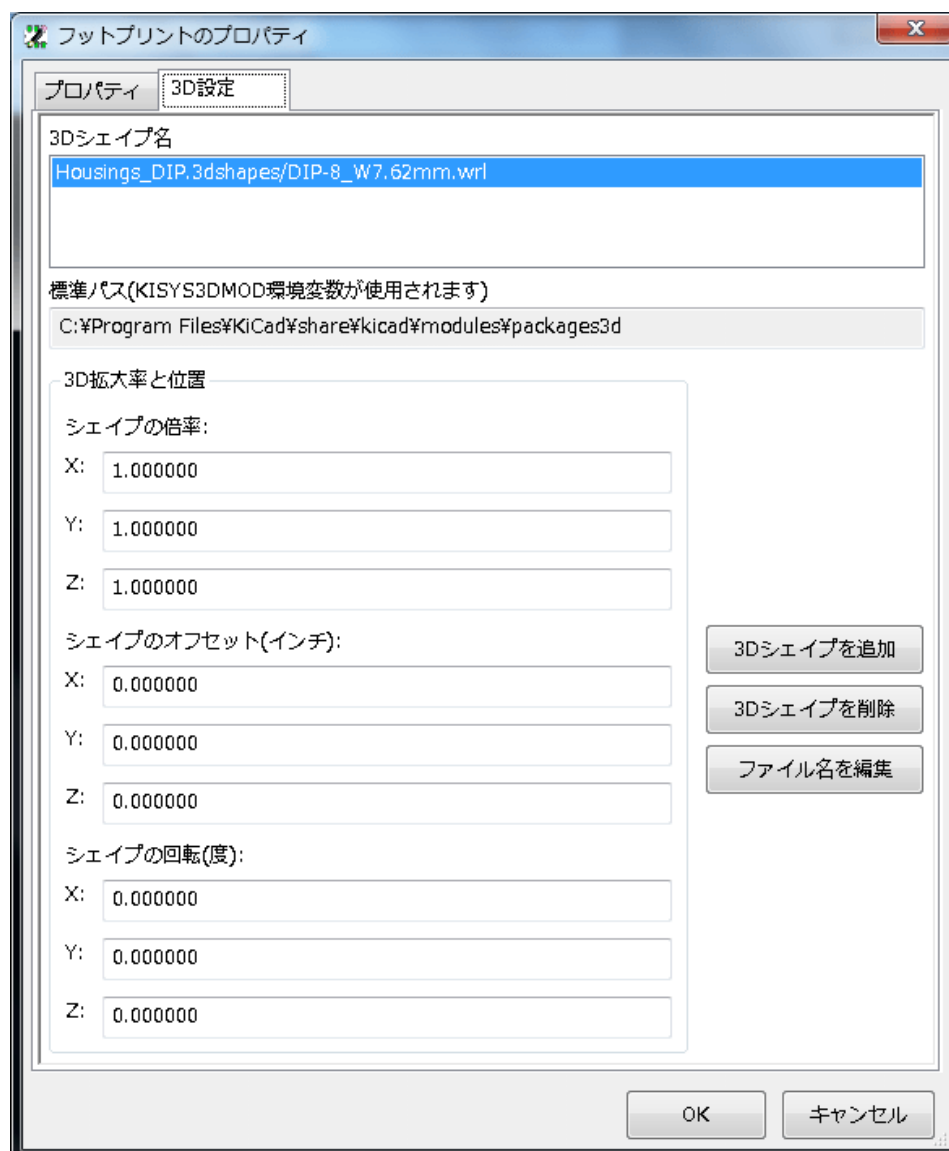 フットプリントのプロパティ
プロパティ
3D設定
3Dシェイプ名
Housings_DIP.3dshapes/DIP-8_W7.62mm.wrl
標準パス(KISYS3DMOD環境変数が使用されます)
C:¥Program Files¥KiCad¥share¥kicad¥modules¥packages3d
3D拡大率と位置
シェイプの倍率:
X: 1.000000
Y: 1.000000
Z: 1.000000
シェイプのオフセット(インチ):
X: 0.000000
Y: 0.000000
Z: 0.000000
シェイプの回転(度):
X: 0.000000
Y: 0.000000
Z: 0.000000
3Dシェイプを追加
3Dシェイプを削除
ファイル名を編集
OK
キャンセル